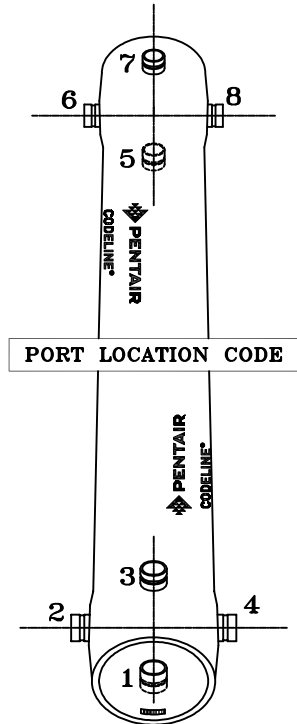 7
6 8
5
CODELINE®
PENTAIR
PORT LOCATION CODE
PENTAIR
CODELINE®
3
2 4
1